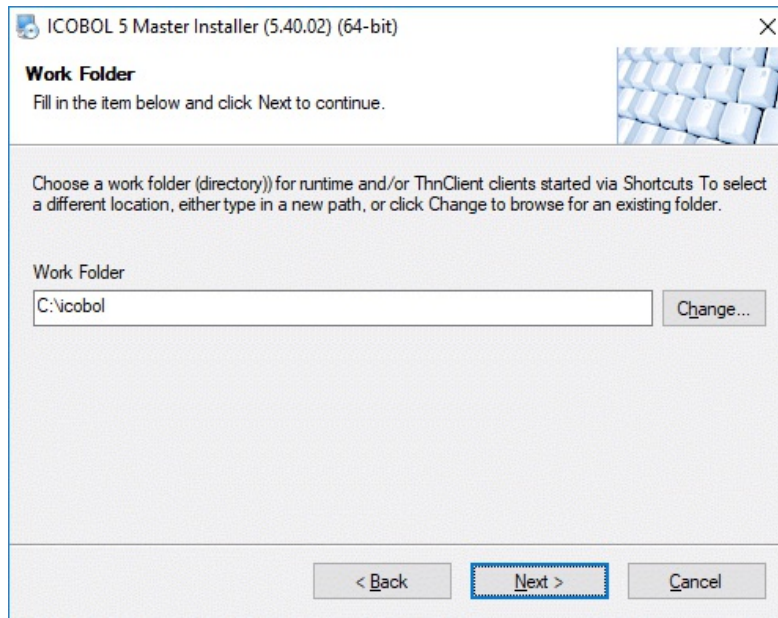 ICOBOL 5 Master Installer (5.40.02) (64-bit)
Work Folder
Fill in the item below and click Next to continue.
Choose a work folder (directory)) for runtime and/or ThnClient clients started via Shortcuts To select
a different location, either type in a new path, or click Change to browse for an existing folder.
Work Folder
C:\icobol
Change...
< Back
Next >
Cancel